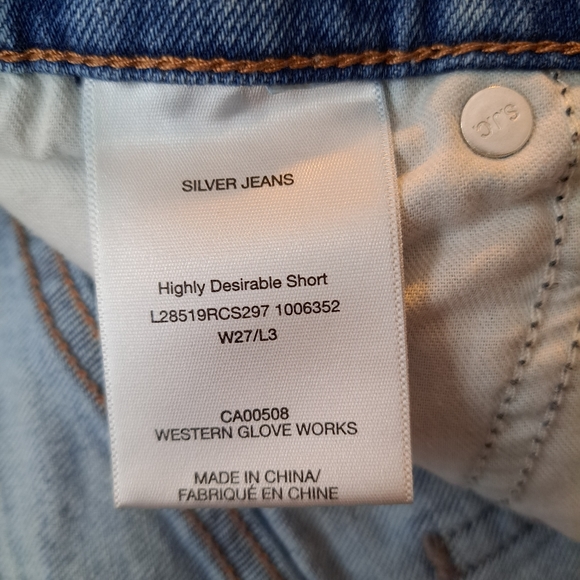 SILVER JEANS
Highly Desirable Short
L28519RCS297 1006352
W27/L3
CA00508
WESTERN GLOVE WORKS
MADE IN CHINA/
FABRIQUÉ EN CHINE